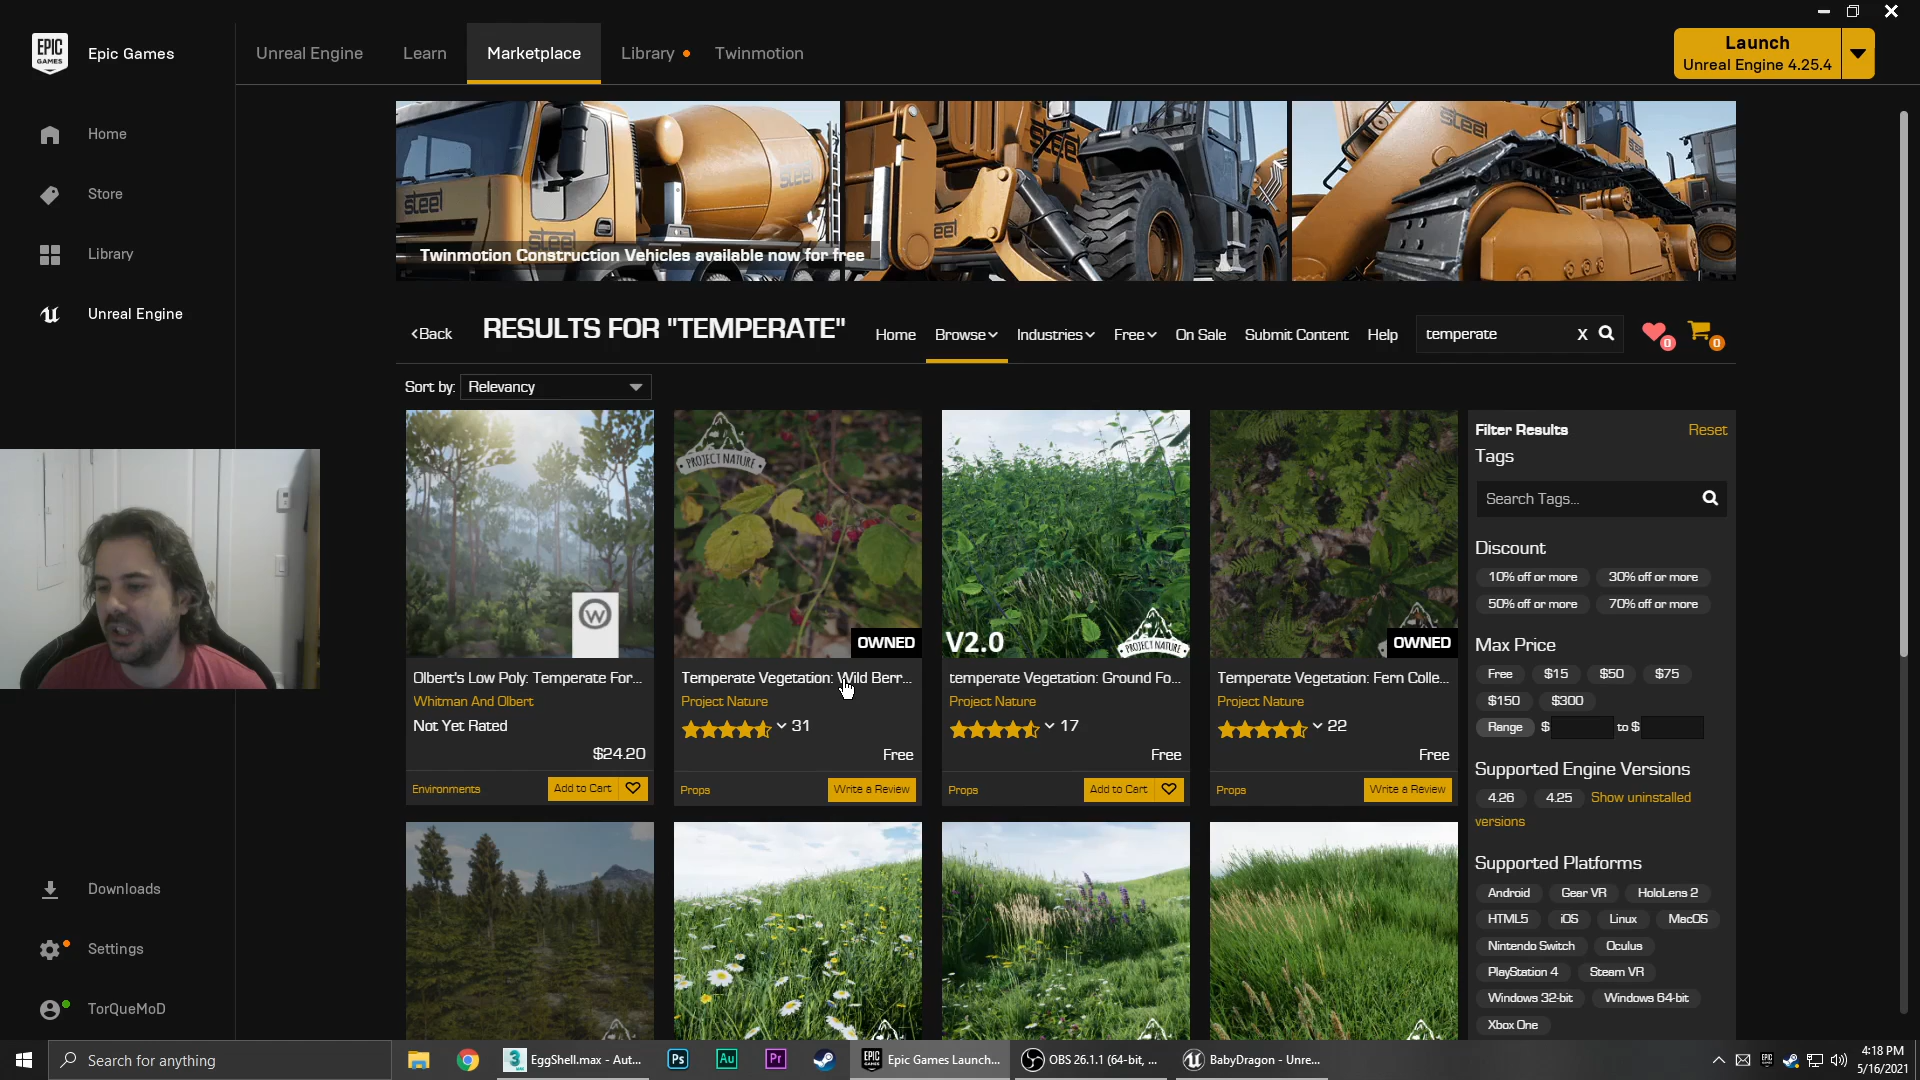 EPIC
GAMES
Epic Games
Unreal Engine
Learn
Marketplace
Library
Twinmotion
Launch
Unreal Engine 4.25.4
Home
Store
Library
Unreal Engine
steel
Twinmotion Construction Vehicles available now for free
<Back
RESULTS FOR "TEMPERATE"
Home
Browse
Industries
Free
On Sale
Submit Content
Help
temperate
X
0
0
Sort by:
Relevancy
W
Olbert's Low Poly: Temperate For...
Whitman And Olbert
Not Yet Rated
$24.20
Environments
Add to Cart
PROJECT NATURE
OWNED
Temperate Vegetation: Wild Berr...
Project Nature
31
Free
Props
Write a Review
V2.0
PROJECT NATURE
temperate Vegetation: Ground Fo...
Project Nature
17
Free
Props
Add to Cart
OWNED
Temperate Vegetation: Fern Colle...
Project Nature
22
Free
Props
Write a Review
Filter Results
Reset
Tags
Search Tags...
Discount
10% off or more
30% off or more
50% off or more
70% off or more
Max Price
Free
$15
$50
$75
$150
$300
Range
$
to $
Supported Engine Versions
4.26
4.25
Show uninstalled
versions
Supported Platforms
Android
Gear VR
HoloLens 2
HTML5
iOS
Linux
MacOS
Nintendo Switch
Oculus
PlayStation 4
Steam VR
Windows 32-bit
Windows 64-bit
Xbox One
Downloads
Settings
TorQueMoD
Search for anything
3
EggShell.max - Aut...
Ps
Au
Pr
EPIC
GAMES
Epic Games Launch...
OBS 26.1.1 (64-bit, ...
BabyDragon - Unre...
4:18 PM
5/16/2021